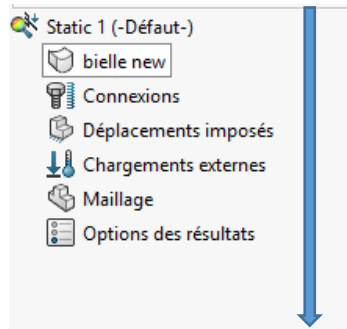 Static 1 (-Défaut-)
bielle new
Connexions
Déplacements imposés
Chargements externes
Maillage
Options des résultats